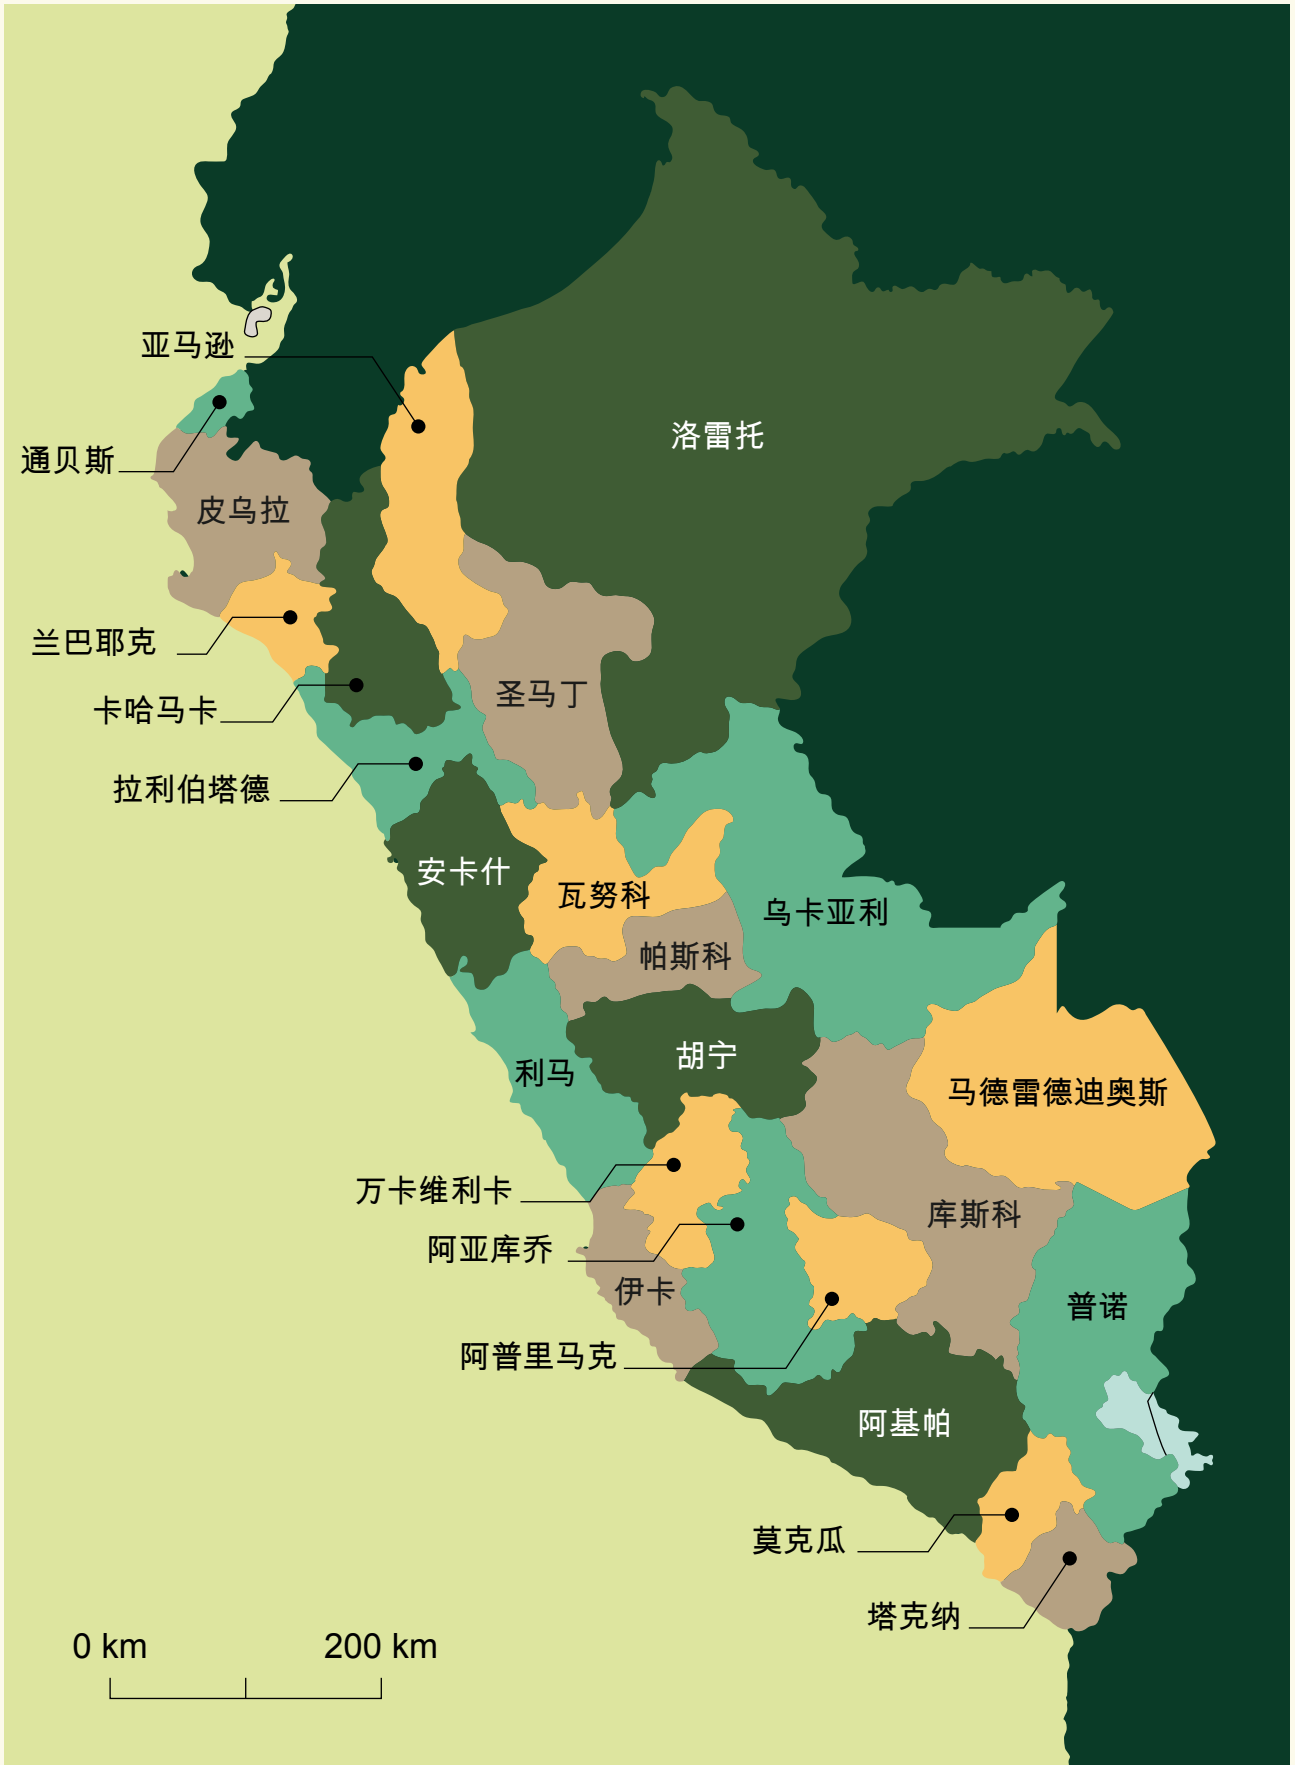 亚马逊
通贝斯
洛雷托
皮乌拉
兰巴耶克
卡哈马卡
圣马丁
拉利伯塔德
安卡什
瓦努科
乌卡亚利
帕斯科
胡宁
利马
马德雷德迪奥斯
万卡维利卡
库斯科
阿亚库乔
伊卡
普诺
阿普里马克
阿基帕
莫克瓜
塔克纳
0 km 200 km